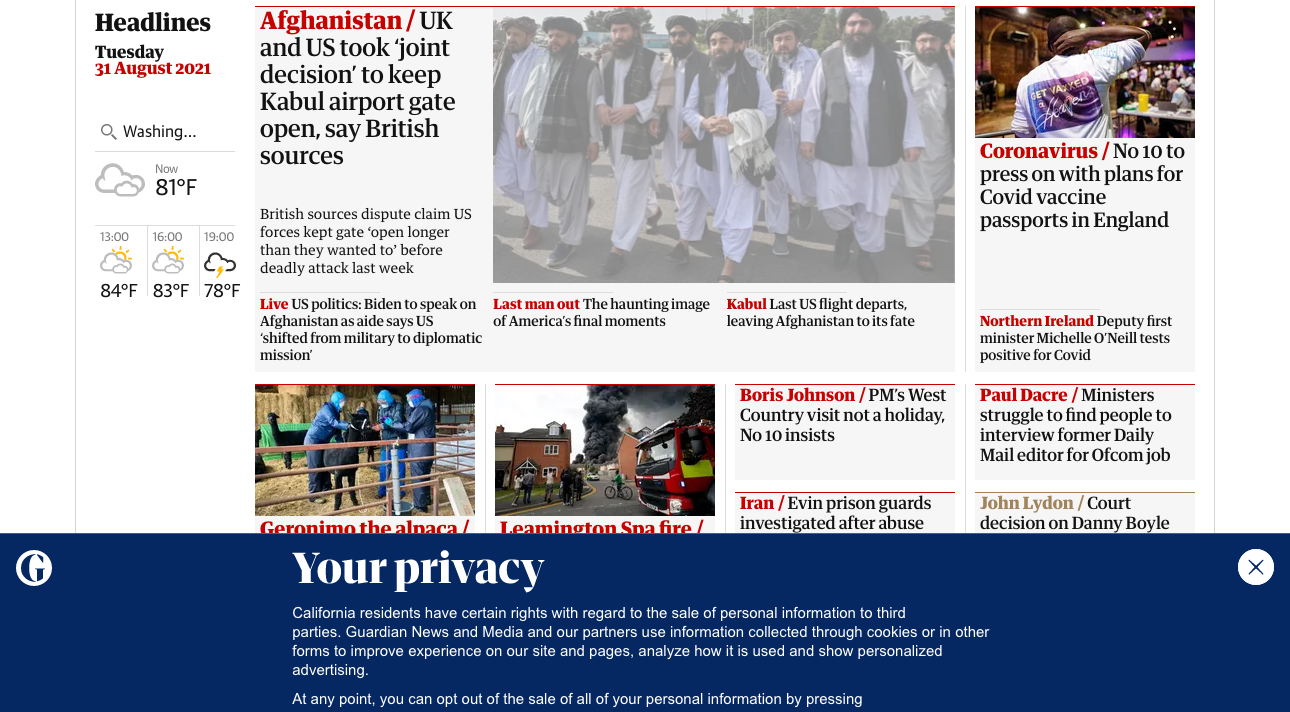 Headlines
Tuesday
31 August 2021
Washing...
Now
81°F
13:00
16:00
19:00
84°F
83°F
78°F
Afghanistan / UK
and US took ‘joint
decision’ to keep
Kabul airport gate
open, say British
sources
British sources dispute claim US
forces kept gate ‘open longer
than they wanted to’ before
deadly attack last week
Live US politics: Biden to speak on
Afghanistan as aide says US
‘shifted from military to diplomatic
mission’
Last man out The haunting image
of America’s final moments
Kabul Last US flight departs,
leaving Afghanistan to its fate
GET VAXXED
Coronavirus / No 10 to
press on with plans for
Covid vaccine
passports in England
Northern Ireland Deputy first
minister Michelle O’Neill tests
positive for Covid
Geronimo the alpaca /
Leamington Spa fire /
Boris Johnson / PM’s West
Country visit not a holiday,
No 10 insists
Iran / Evin prison guards
investigated after abuse
Paul Dacre / Ministers
struggle to find people to
interview former Daily
Mail editor for Ofcom job
John Lydon / Court
decision on Danny Boyle
G
Your privacy
California residents have certain rights with regard to the sale of personal information to third
parties. Guardian News and Media and our partners use information collected through cookies or in other
forms to improve experience on our site and pages, analyze how it is used and show personalized
advertising.
At any point, you can opt out of the sale of all of your personal information by pressing